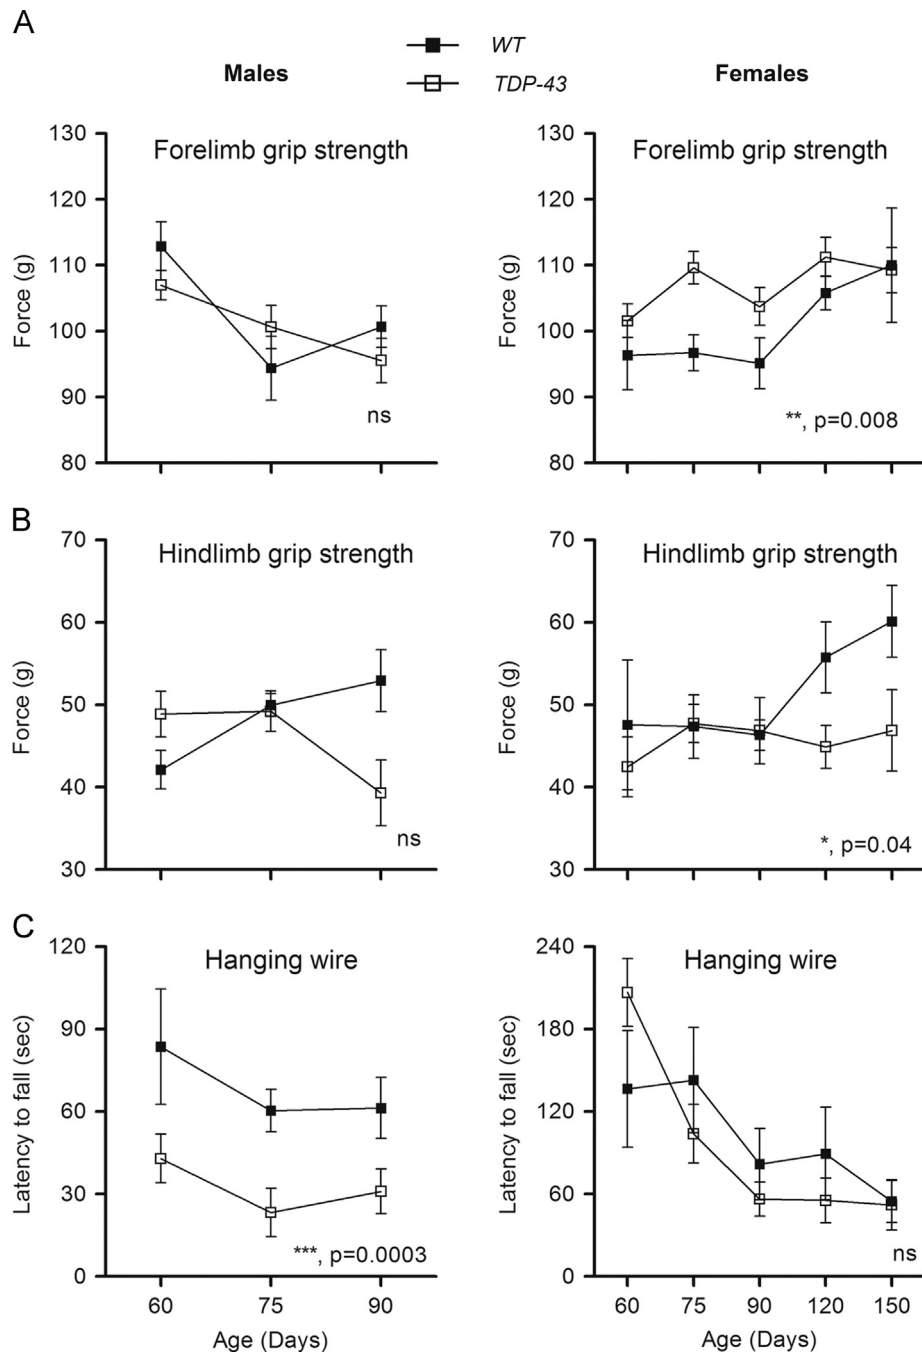 A
WT
TDP-43
Males
Females
Forelimb grip strength
Force (g)
130
120
110
100
90
80
ns
Forelimb grip strength
Force (g)
130
120
110
100
90
80
**, p=0.008
B
Hindlimb grip strength
Force (g)
70
60
50
40
30
ns
Hindlimb grip strength
Force (g)
70
60
50
40
30
*, p=0.04
C
Hanging wire
Latency to fall (sec)
120
90
60
30
0
***, p=0.0003
60 75 90
Age (Days)
Hanging wire
Latency to fall (sec)
240
180
120
60
0
ns
60 75 90 120 150
Age (Days)